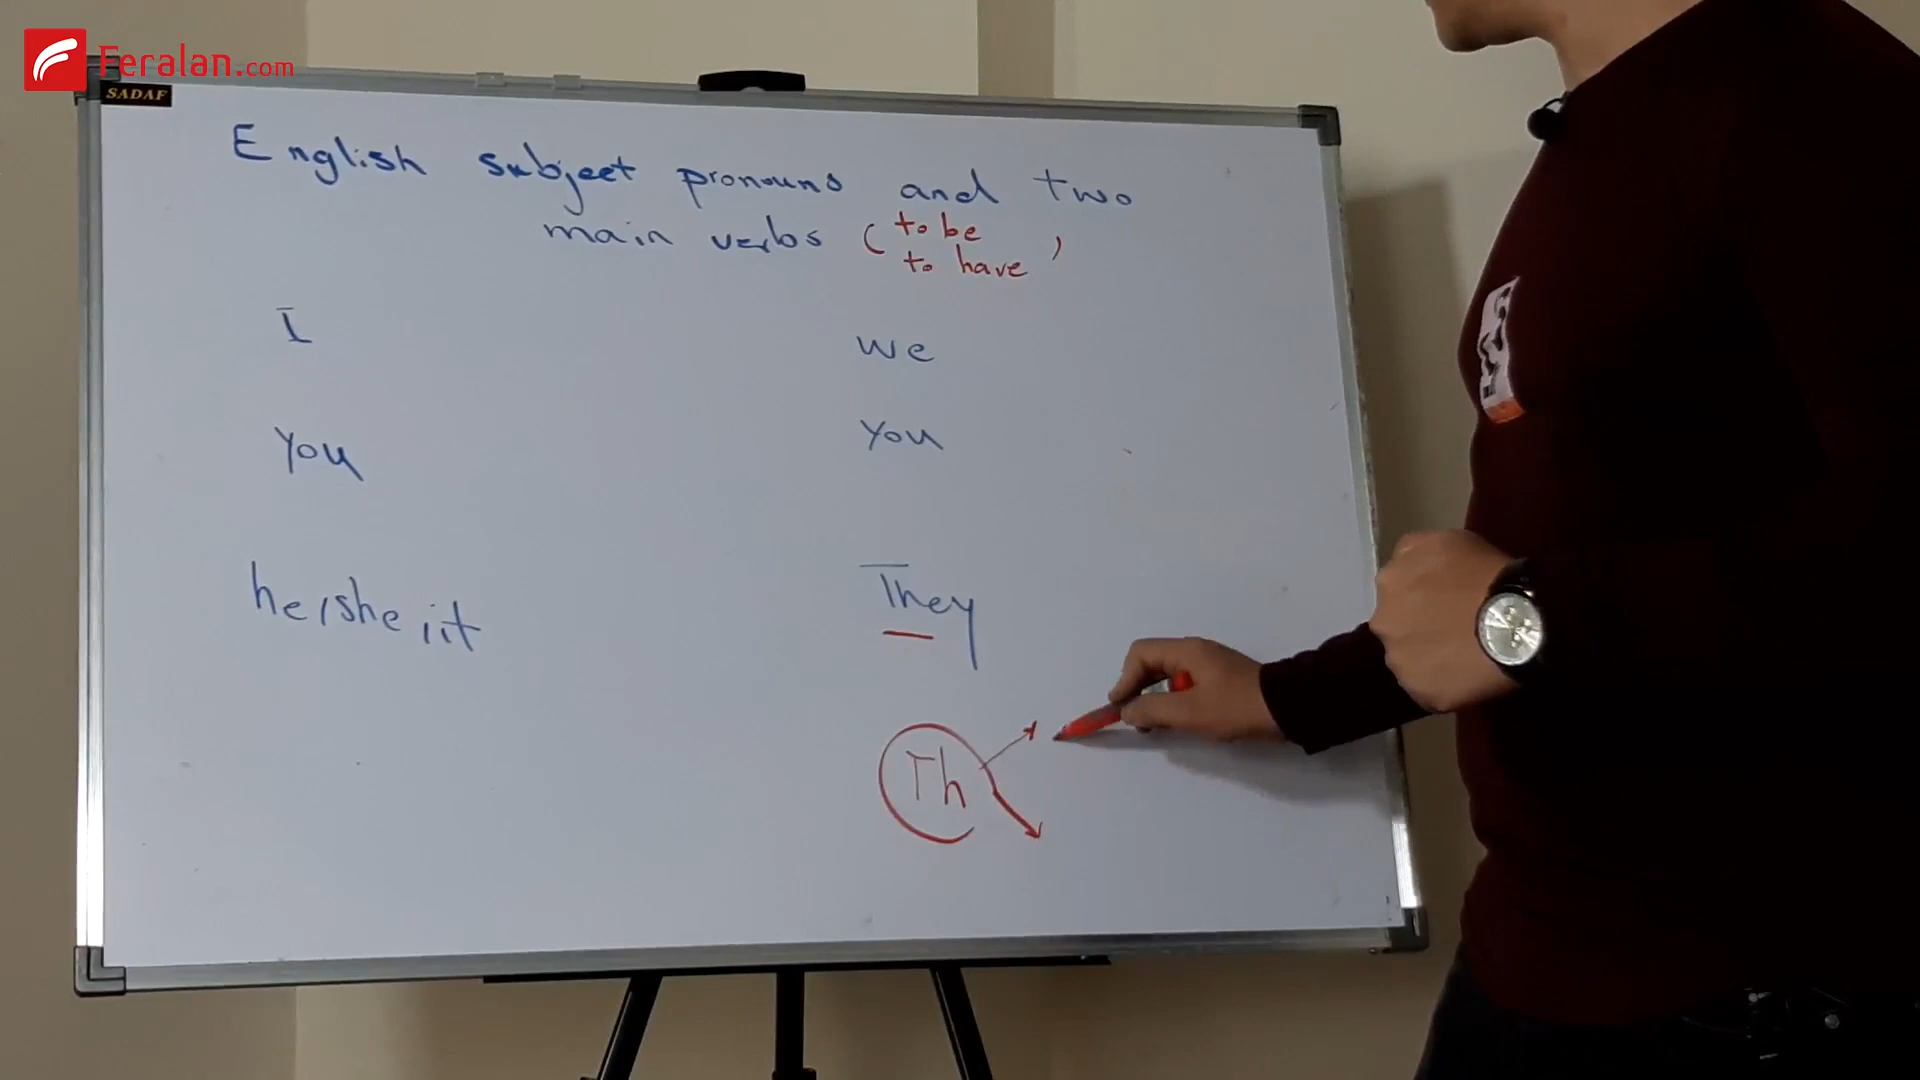 Feralan.com
SADAF
English subject pronouns and two
main verbs (to be
to have)
I
we
you
you
he/she/it
They
Th